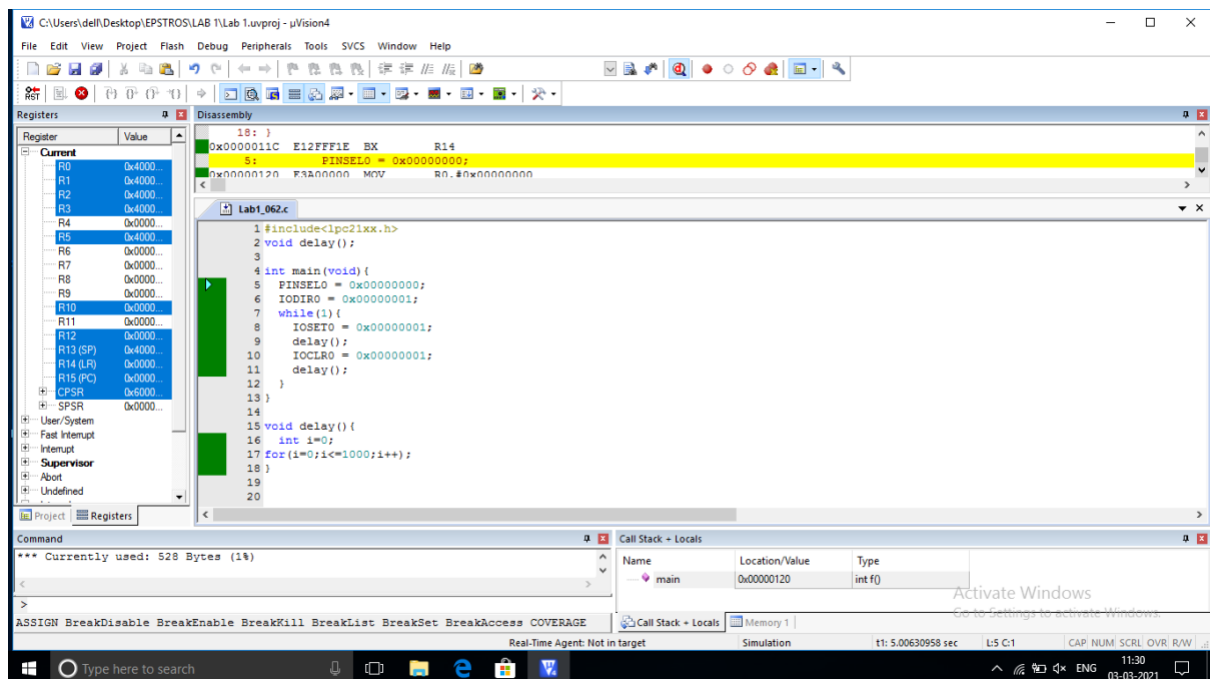 C:\Users\dell\Desktop\EPSTROS\LAB 1\Lab 1.uvproj - µVision4
File Edit View Project Flash Debug Peripherals Tools SVCS Window Help
RST
Registers
Register Value
Current
R0 0x4000...
R1 0x4000...
R2 0x4000...
R3 0x4000...
R4 0x0000...
R5 0x4000...
R6 0x0000...
R7 0x0000...
R8 0x0000...
R9 0x0000...
R10 0x0000...
R11 0x0000...
R12 0x0000...
R13 (SP) 0x4000...
R14 (LR) 0x0000...
R15 (PC) 0x0000...
CPSR 0x6000...
SPSR 0x0000...
User/System
Fast Interrupt
Interrupt
Supervisor
Abort
Undefined
Project Registers
Disassembly
18: }
0x0000011C E12FFF1E BX R14
5: PINSEL0 = 0x00000000;
0x00000120 E3A00000 MOV R0,#0x00000000
Lab1_062.c
1 #include<lpc21xx.h>
2 void delay();
3
4 int main(void){
5 PINSEL0 = 0x00000000;
6 IODIR0 = 0x00000001;
7 while(1){
8 IOSET0 = 0x00000001;
9 delay();
10 IOCLR0 = 0x00000001;
11 delay();
12 }
13 }
14
15 void delay(){
16 int i=0;
17 for(i=0;i<=1000;i++);
18 }
19
20
Command
*** Currently used: 528 Bytes (1%)
>
ASSIGN BreakDisable BreakEnable BreakKill BreakList BreakSet BreakAccess COVERAGE
Call Stack + Locals
Name Location/Value Type
main 0x00000120 int f()
Call Stack + Locals Memory 1
Activate Windows
Go to Settings to activate Windows.
Real-Time Agent: Not in target Simulation t1: 5.00630958 sec L:5 C:1 CAP NUM SCRL OVR R/W
Type here to search
ENG
11:30
03-03-2021